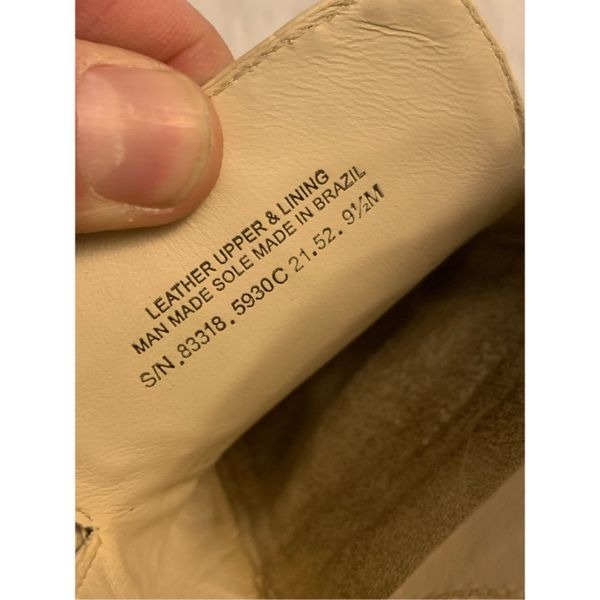 LEATHER UPPER & LINING
MAN MADE SOLE MADE IN BRAZIL
S/N.83318.5930C 21.52.9½M